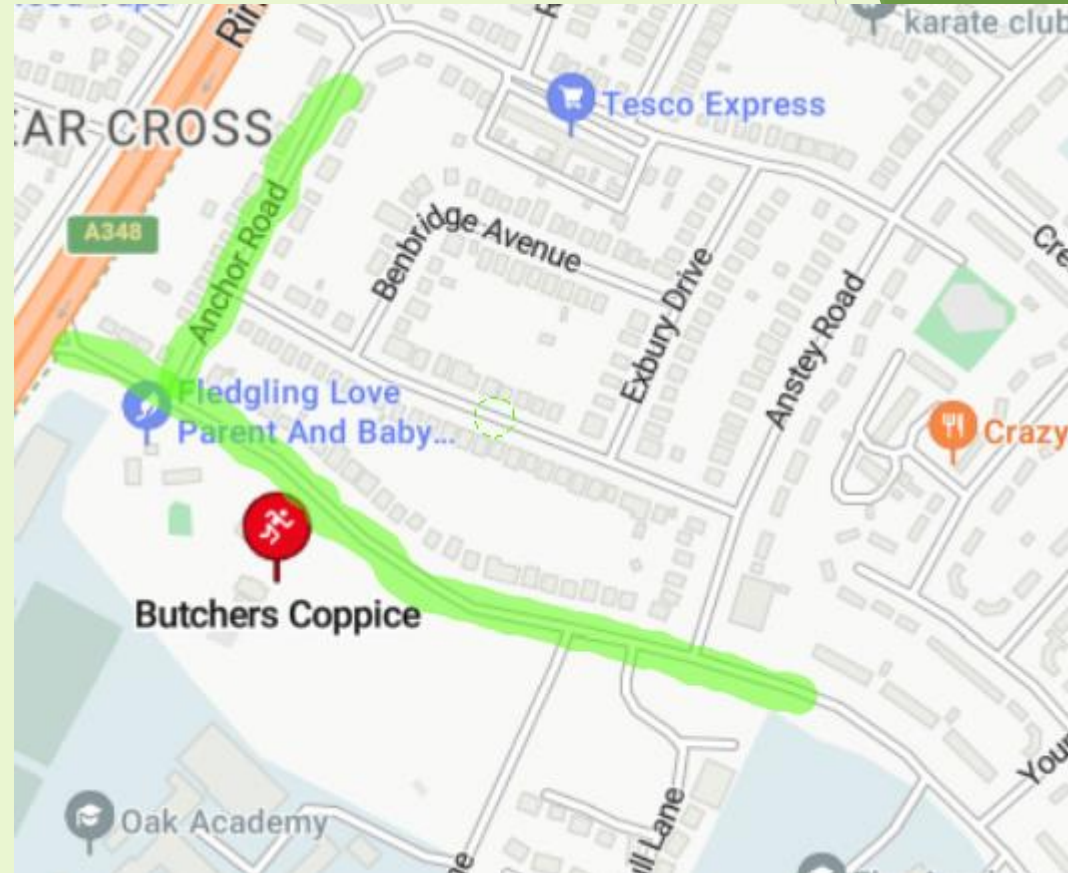 karate club
Tesco Express
EAR CROSS
A348
Anchor Road
Benbridge Avenue
Exbury Drive
Anstey Road
Fledgling Love
Parent And Baby...
Crazy
Butchers Coppice
Oak Academy